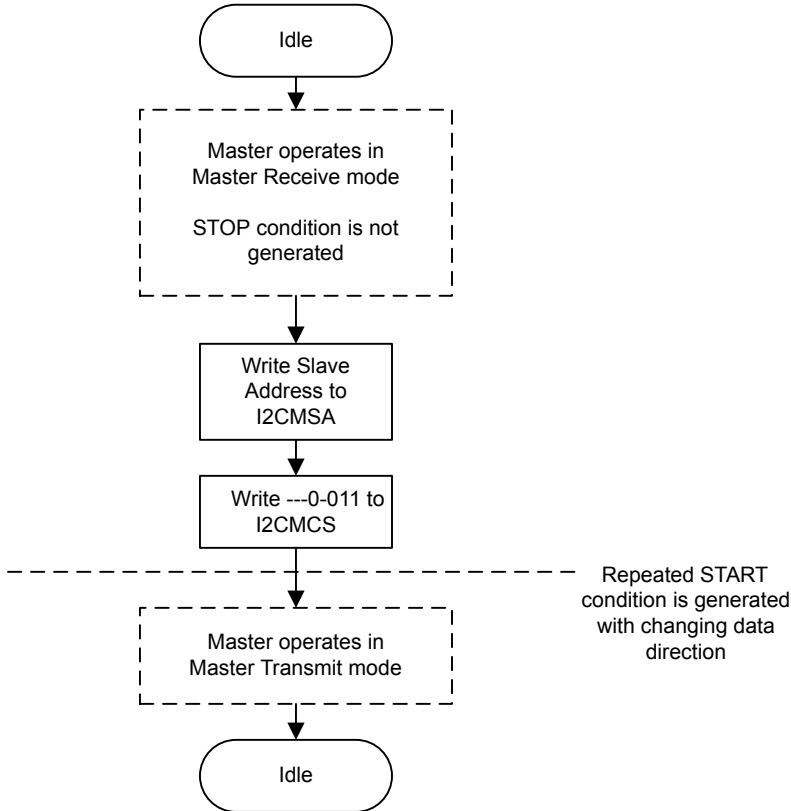 Idle
Master operates in
Master Receive mode
STOP condition is not
generated
Write Slave
Address to
I2CMSA
Write ---0-011 to
I2CMCS
Repeated START
condition is generated
with changing data
direction
Master operates in
Master Transmit mode
Idle